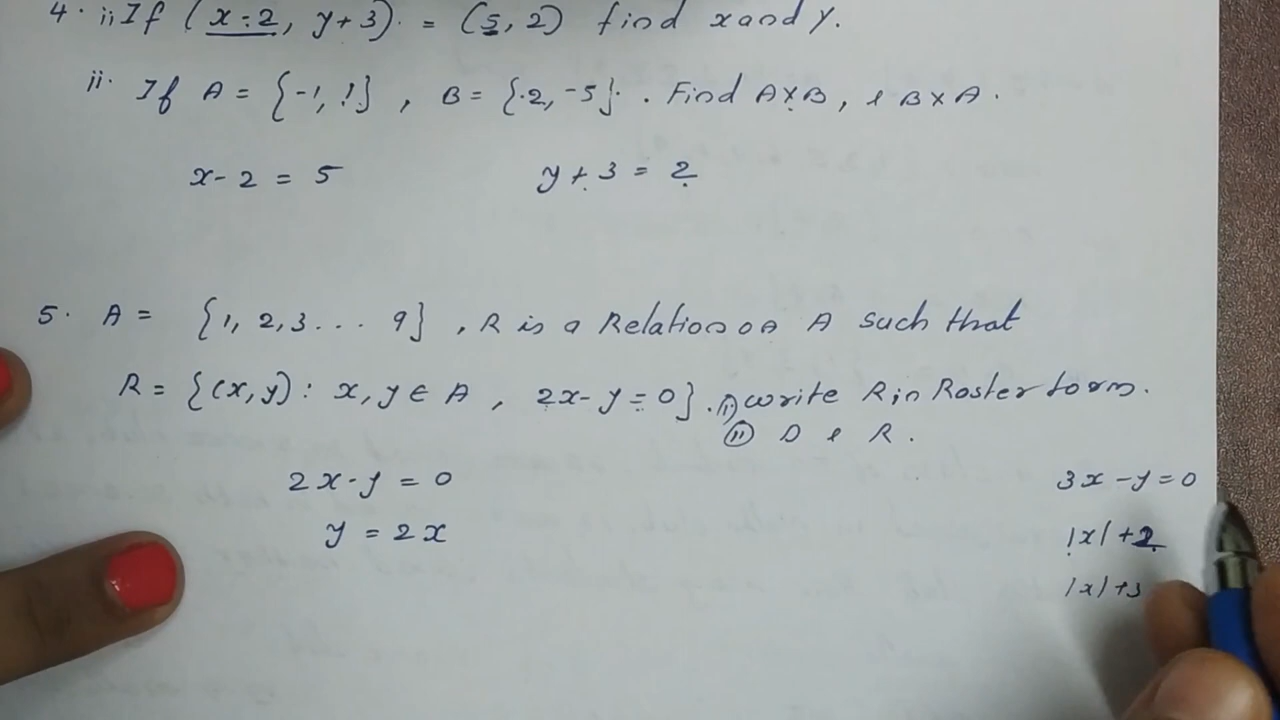 4. i) If (x-2, y+3) = (5, 2) find x and y.
ii. If A = {-1, 1}, B = {2, -5}. Find A×B, & B×A.
x-2 = 5 y+3 = 2
5. A = {1, 2, 3... 9}, R is a Relation on A such that
R = {(x,y): x, y ∈ A, 2x-y=0}. i) write R in Roster form.
ii) D & R.
2x-y = 0 3x-y=0
y = 2x |x|+2
|x|+3